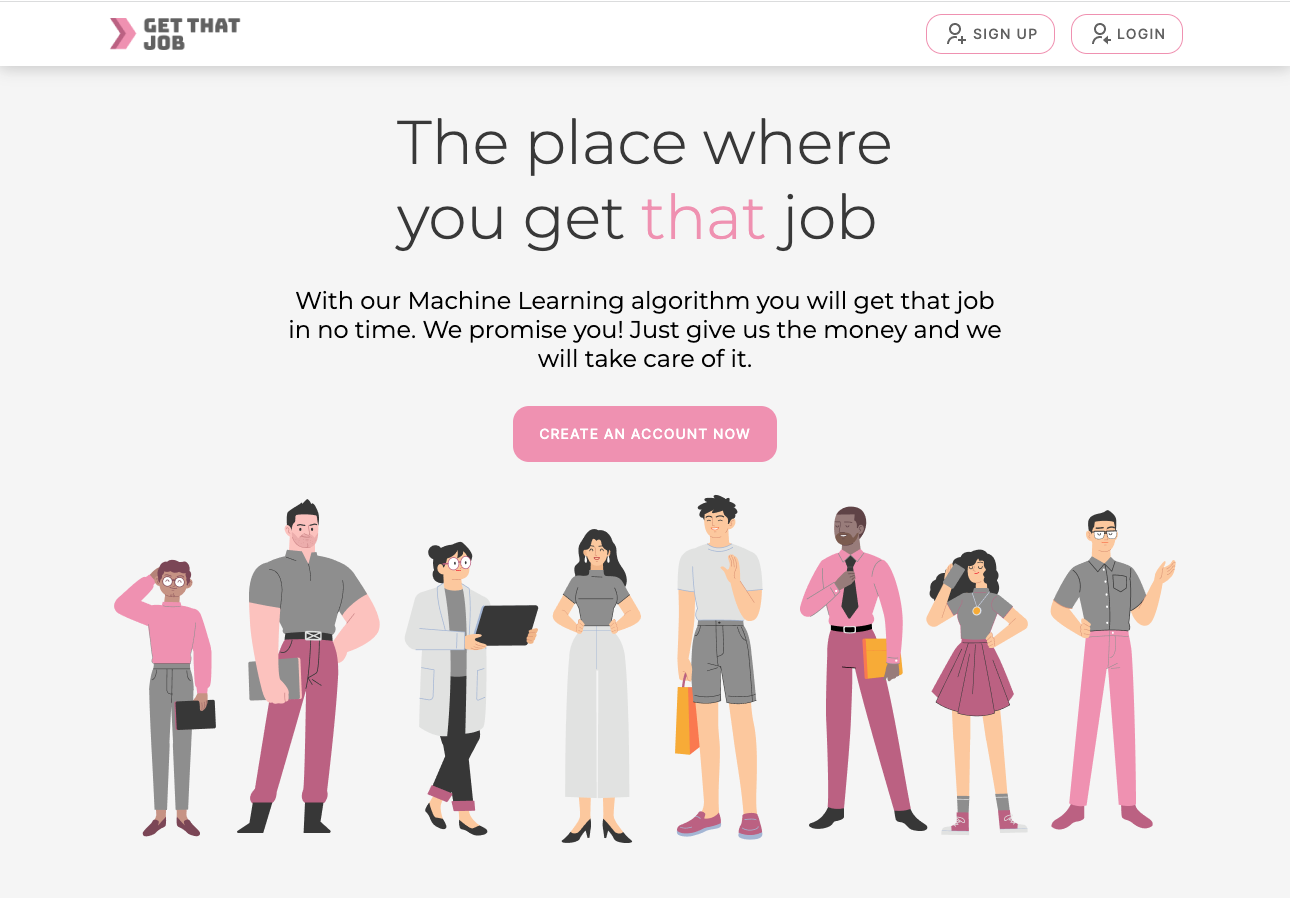 GET THAT
JOB
SIGN UP
LOGIN
The place where
you get that job
With our Machine Learning algorithm you will get that job
in no time. We promise you! Just give us the money and we
will take care of it.
CREATE AN ACCOUNT NOW